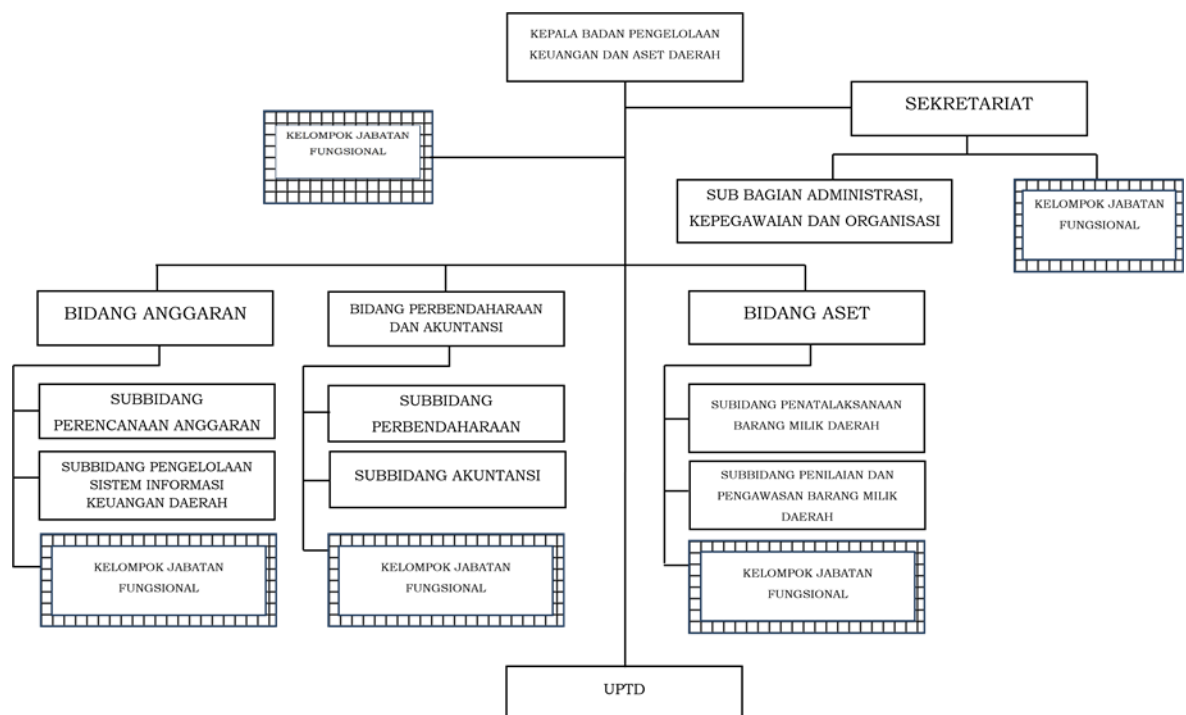 KEPALA BADAN PENGELOLAAN
KEUANGAN DAN ASET DAERAH
SEKRETARIAT
KELOMPOK JABATAN
FUNGSIONAL
SUB BAGIAN ADMINISTRASI,
KEPEGAWAIAN DAN ORGANISASI
KELOMPOK JABATAN
FUNGSIONAL
BIDANG ANGGARAN
BIDANG PERBENDAHARAAN
DAN AKUNTANSI
BIDANG ASET
SUBBIDANG
PERENCANAAN ANGGARAN
SUBBIDANG
PERBENDAHARAAN
SUBIDANG PENATALAKSANAAN
BARANG MILIK DAERAH
SUBBIDANG PENGELOLAAN
SISTEM INFORMASI
KEUANGAN DAERAH
SUBBIDANG AKUNTANSI
SUBBIDANG PENILAIAN DAN
PENGAWASAN BARANG MILIK
DAERAH
KELOMPOK JABATAN
FUNGSIONAL
KELOMPOK JABATAN
FUNGSIONAL
KELOMPOK JABATAN
FUNGSIONAL
UPTD